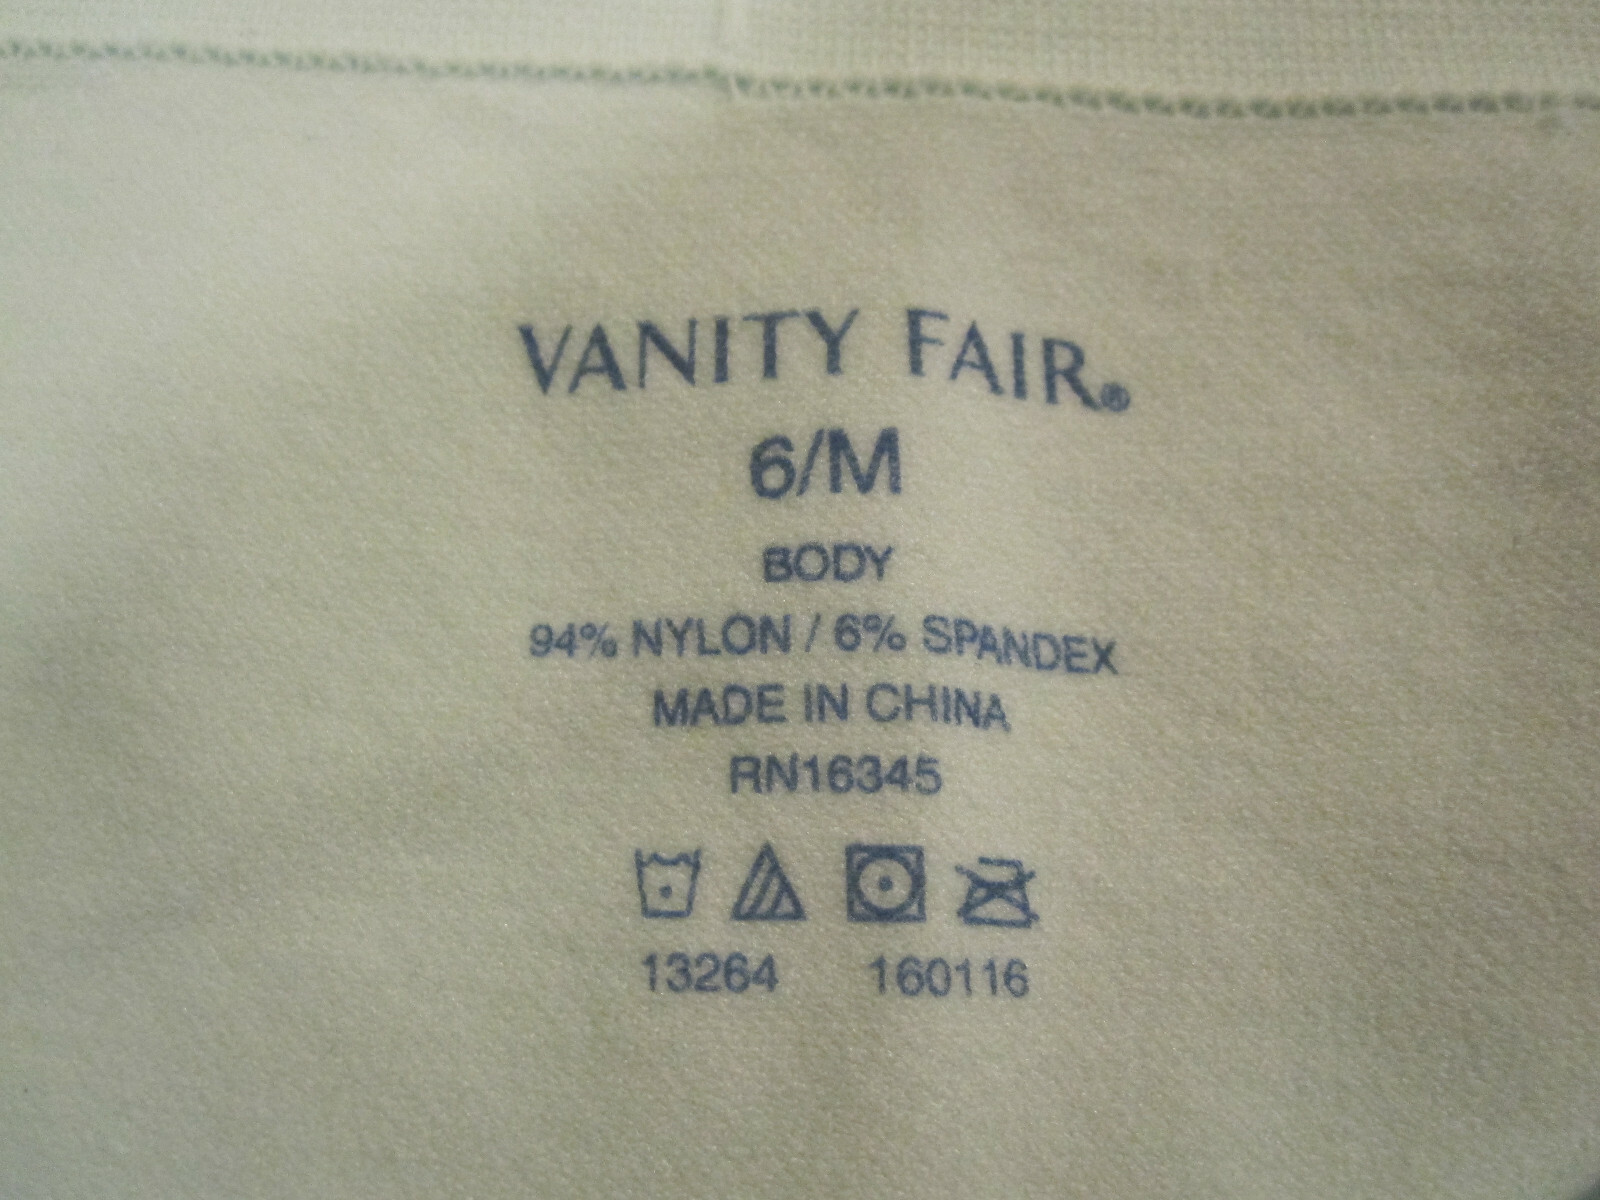 VANITY FAIR®
6/M
BODY
94% NYLON / 6% SPANDEX
MADE IN CHINA
RN16345
13264 160116